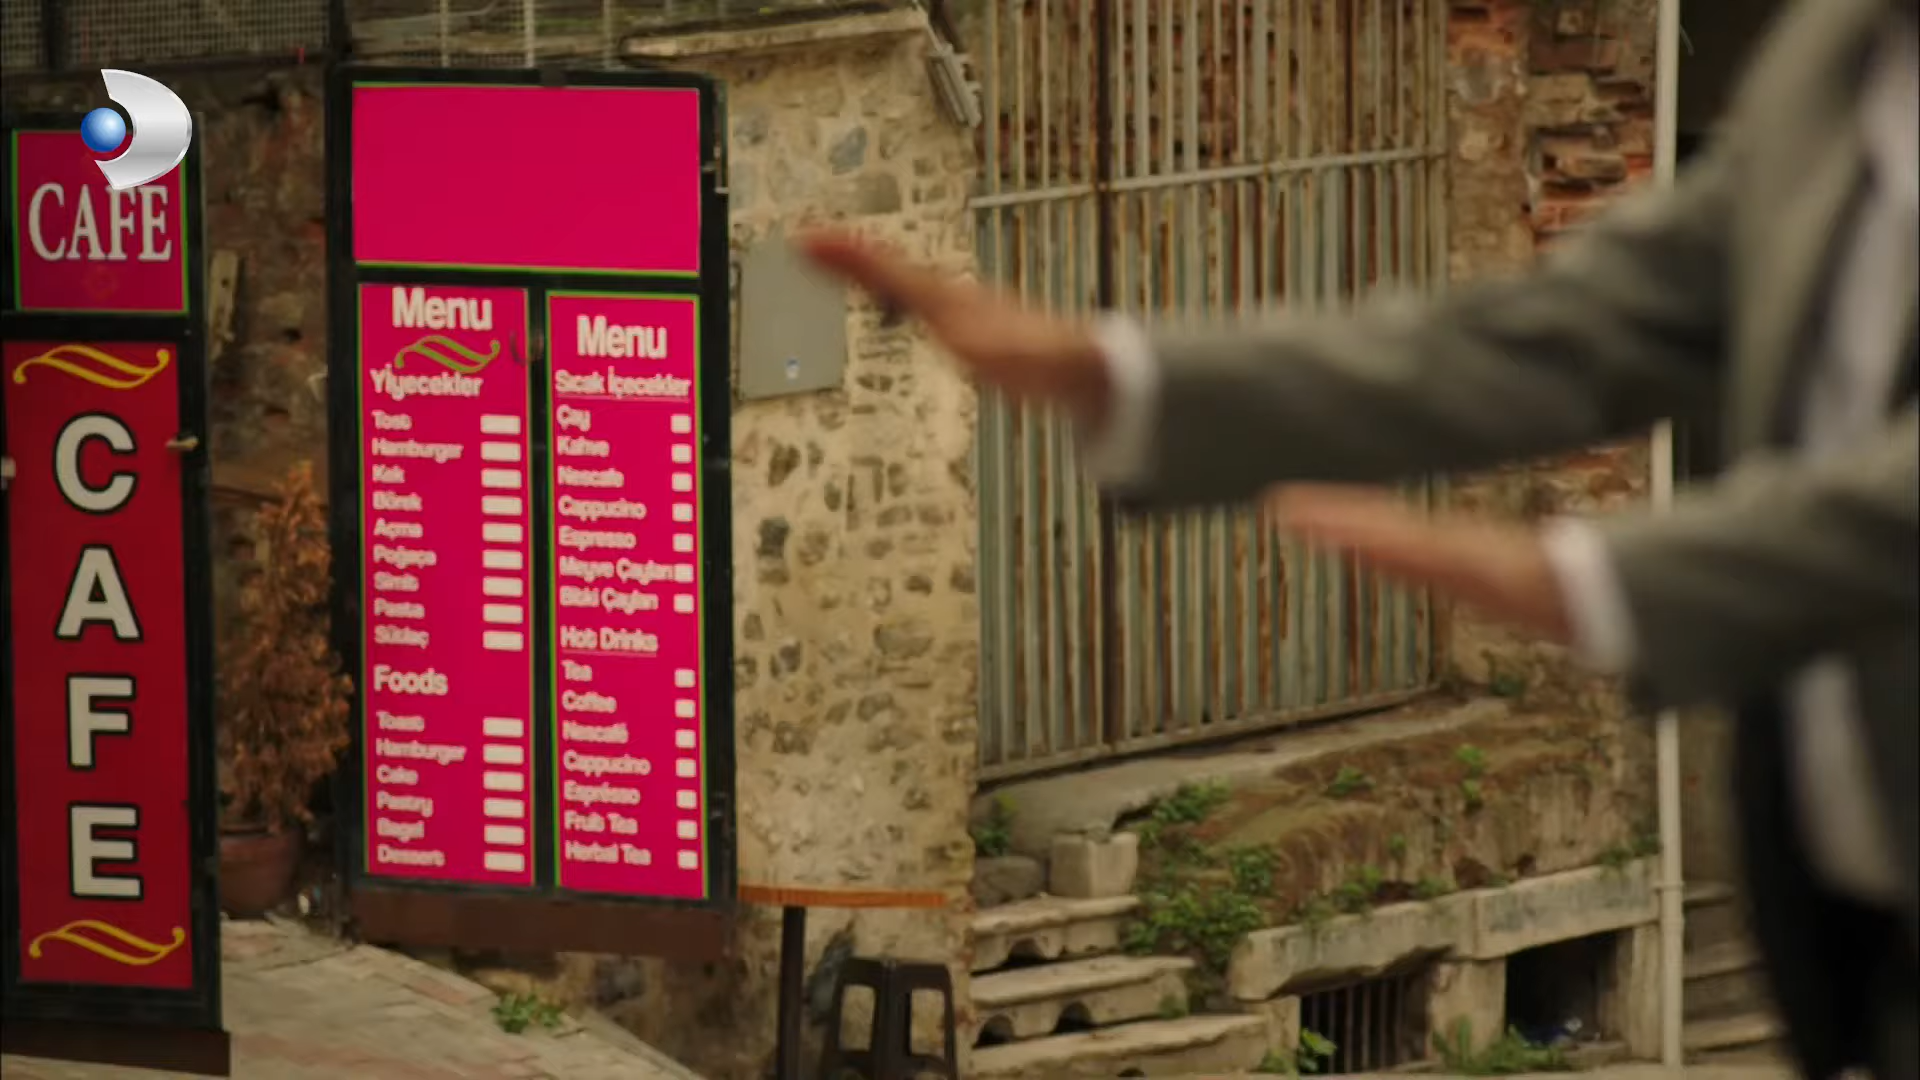 CAFE
CAFE
Menu
Yiyecekler
Tost
Hamburger
Kek
Börek
Açma
Poğaça
Simit
Pasta
Sütlaç
Foods
Toast
Hamburger
Cake
Pastry
Bagel
Dessert
Menu
Sıcak İçecekler
Çay
Kahve
Nescafe
Cappucino
Espresso
Meyve Çayları
Bitki Çayları
Hot Drinks
Tea
Coffee
Nescafé
Cappucino
Espresso
Fruit Tea
Herbal Tea